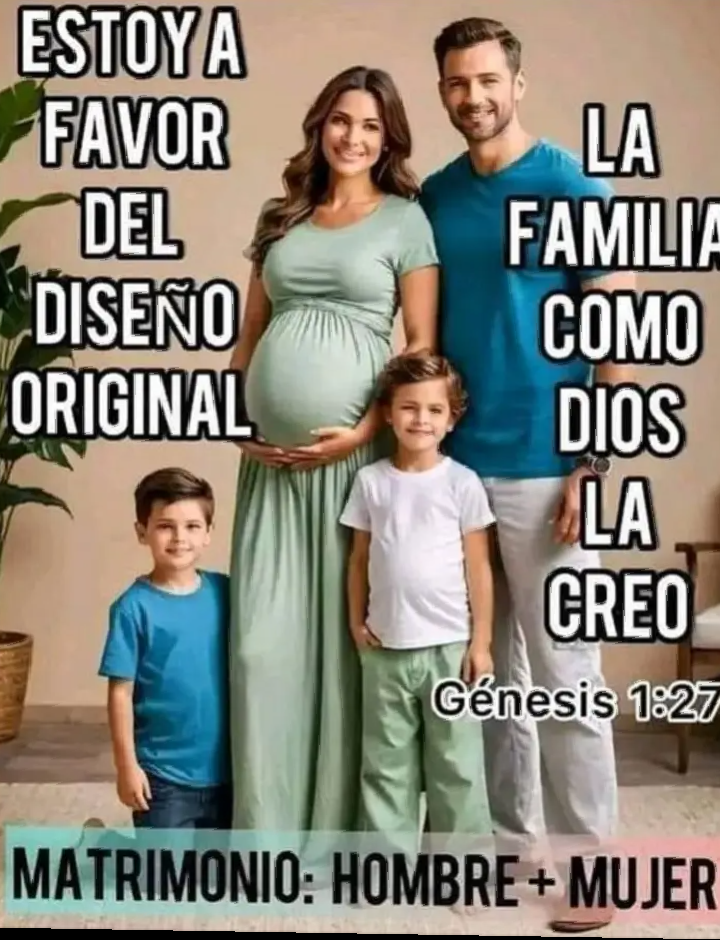 ESTOY A
FAVOR
DEL
DISEÑO
ORIGINAL
LA
FAMILIA
COMO
DIOS
LA
CREO
Génesis 1:27
MATRIMONIO: HOMBRE + MUJER